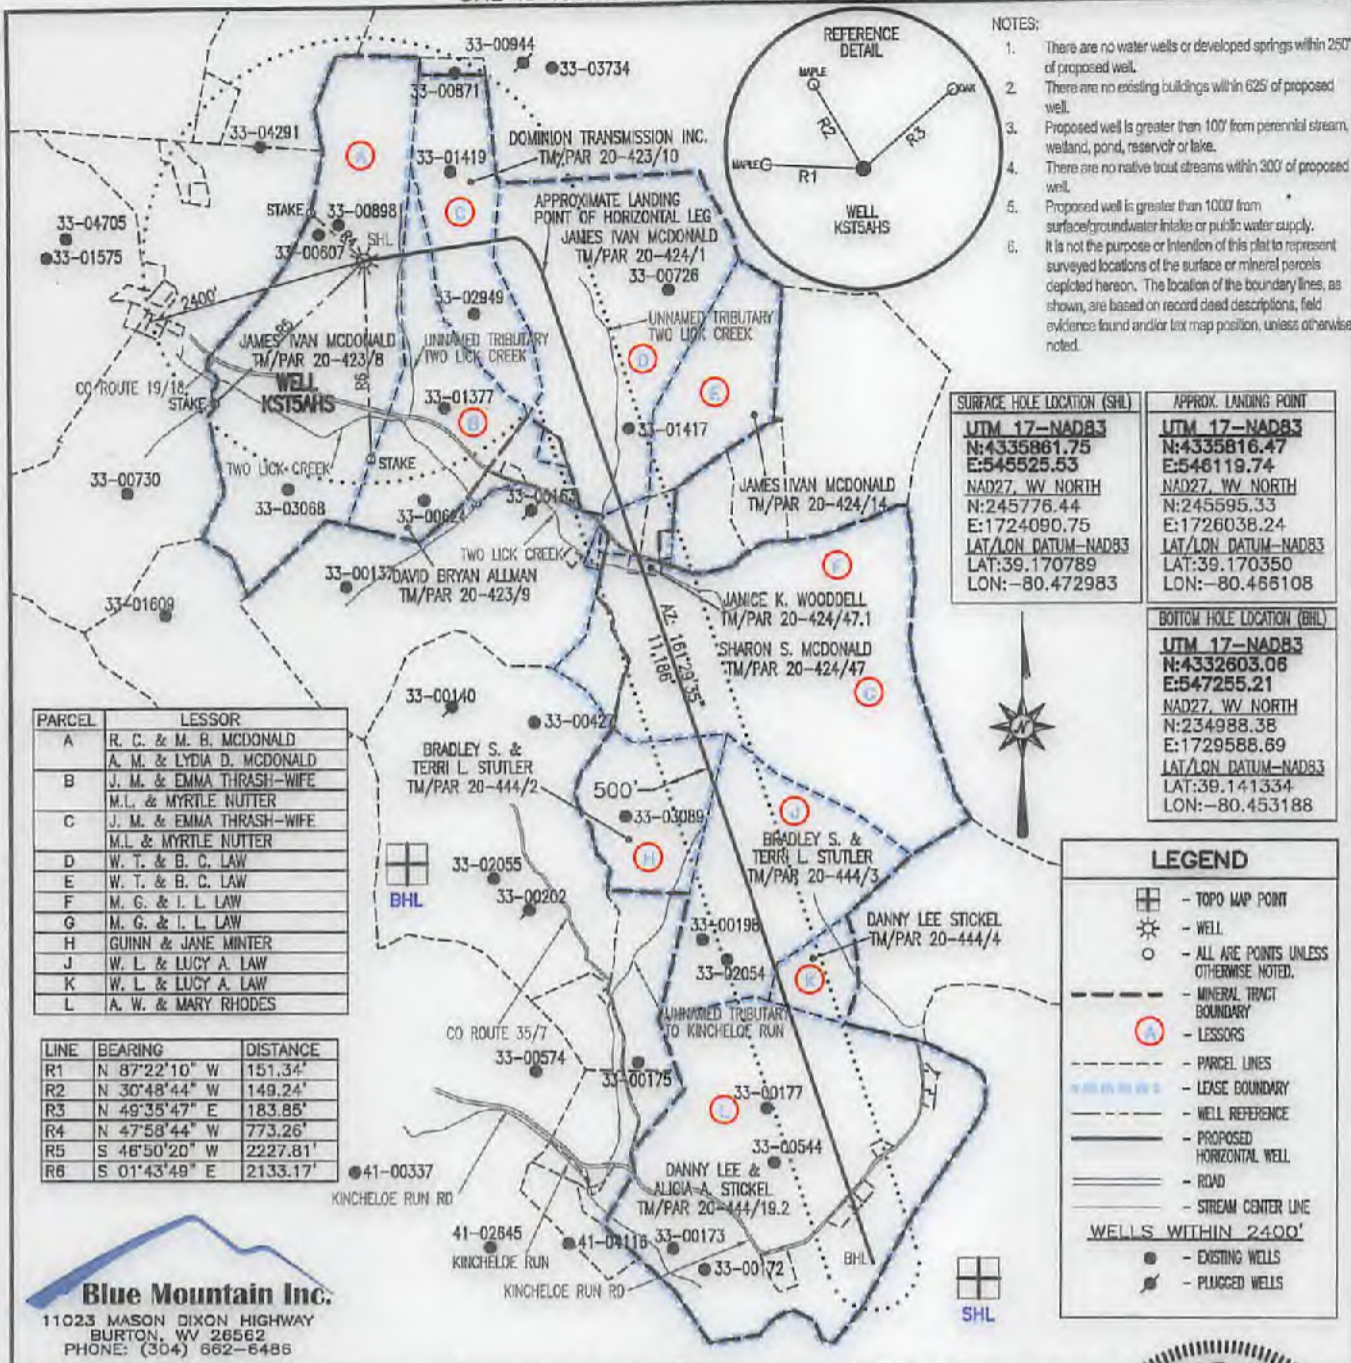 REFERENCE
DETAIL
MAPLE
OAK
R2
R3
MAPLE
R1
WELL
KST5AHS
NOTES:
1. There are no water wells or developed springs within 250'
of proposed well.
2. There are no existing buildings within 625' of proposed
well.
3. Proposed well is greater than 100' from perennial stream,
wetland, pond, reservoir or lake.
4. There are no native trout streams within 300' of proposed
well.
5. Proposed well is greater than 1000' from
surface/groundwater intake or public water supply.
6. It is not the purpose or intention of this plat to represent
surveyed locations of the surface or mineral parcels
depicted hereon. The location of the boundary lines, as
shown, are based on record deed descriptions, field
evidence found and/or tax map position, unless otherwise
noted.
33-00944
33-03734
33-00871
33-04291
A
33-01419
DOMINION TRANSMISSION INC.
TM/PAR 20-423/10
C
APPROXIMATE LANDING
POINT OF HORIZONTAL LEG
JAMES IVAN MCDONALD
TM/PAR 20-424/1
33-00726
STAKE
33-00898
R4
SHL
33-00607
33-04705
33-01575
2400'
R5
R6
33-02949
UNNAMED TRIBUTARY
TWO LICK CREEK
UNNAMED TRIBUTARY
TWO LICK CREEK
JAMES IVAN MCDONALD
TM/PAR 20-423/8
WELL
KST5AHS
CO ROUTE 19/18
STAKE
D
E
33-01377
B
33-01417
TWO LICK CREEK
STAKE
33-00730
33-03068
33-00624
33-00163
JAMES IVAN MCDONALD
TM/PAR 20-424/14
TWO LICK CREEK
33-00137
DAVID BRYAN ALLMAN
TM/PAR 20-423/9
33-01609
F
JANICE K. WOODDELL
TM/PAR 20-424/47.1
SHARON S. MCDONALD
TM/PAR 20-424/47
G
AZ: 161°29'35"
11,186'
33-00140
33-00427
BRADLEY S. &
TERRI L. STUTLER
TM/PAR 20-444/2
500'
33-03089
H
J
BRADLEY S. &
TERRI L. STUTLER
TM/PAR 20-444/3
BHL
33-02055
33-00202
33-00198
33-02054
DANNY LEE STICKEL
TM/PAR 20-444/4
K
UNNAMED TRIBUTARY
TO KINCHELOE RUN
CO ROUTE 35/7
33-00574
33-00175
L
33-00177
33-00544
DANNY LEE &
ALICIA A. STICKEL
TM/PAR 20-444/19.2
41-00337
KINCHELOE RUN RD
41-02645
KINCHELOE RUN
41-04116
33-00173
33-00172
KINCHELOE RUN RD
BHL
SHL
SURFACE HOLE LOCATION (SHL)
UTM 17-NAD83
N:4335861.75
E:545525.53
NAD27, WV NORTH
N:245776.44
E:1724090.75
LAT/LON DATUM-NAD83
LAT:39.170789
LON:-80.472983
APPROX. LANDING POINT
UTM 17-NAD83
N:4335816.47
E:546119.74
NAD27, WV NORTH
N:245595.33
E:1726038.24
LAT/LON DATUM-NAD83
LAT:39.170350
LON:-80.466108
BOTTOM HOLE LOCATION (BHL)
UTM 17-NAD83
N:4332603.06
E:547255.21
NAD27, WV NORTH
N:234988.38
E:1729588.69
LAT/LON DATUM-NAD83
LAT:39.141334
LON:-80.453188
N
PARCEL LESSOR
A R. C. & M. B. MCDONALD
A. M. & LYDIA D. MCDONALD
B J. M. & EMMA THRASH-WIFE
M.L. & MYRTLE NUTTER
C J. M. & EMMA THRASH-WIFE
M.L & MYRTLE NUTTER
D W. T. & B. C. LAW
E W. T. & B. C. LAW
F M. G. & I. L. LAW
G M. G. & I. L. LAW
H GUINN & JANE MINTER
J W. L. & LUCY A. LAW
K W. L. & LUCY A. LAW
L A. W. & MARY RHODES
LINE BEARING DISTANCE
R1 N 87°22'10" W 151.34'
R2 N 30°48'44" W 149.24'
R3 N 49°35'47" E 183.85'
R4 N 47°58'44" W 773.26'
R5 S 46°50'20" W 2227.81'
R6 S 01°43'49" E 2133.17'
LEGEND
- TOPO MAP POINT
- WELL
- ALL ARE POINTS UNLESS
OTHERWISE NOTED.
- MINERAL TRACT
BOUNDARY
A - LESSORS
- PARCEL LINES
- LEASE BOUNDARY
- WELL REFERENCE
- PROPOSED
HORIZONTAL WELL
- ROAD
- STREAM CENTER LINE
WELLS WITHIN 2400'
- EXISTING WELLS
- PLUGGED WELLS
Blue Mountain Inc.
11023 MASON DIXON HIGHWAY
BURTON, WV 26562
PHONE: (304) 662-6486